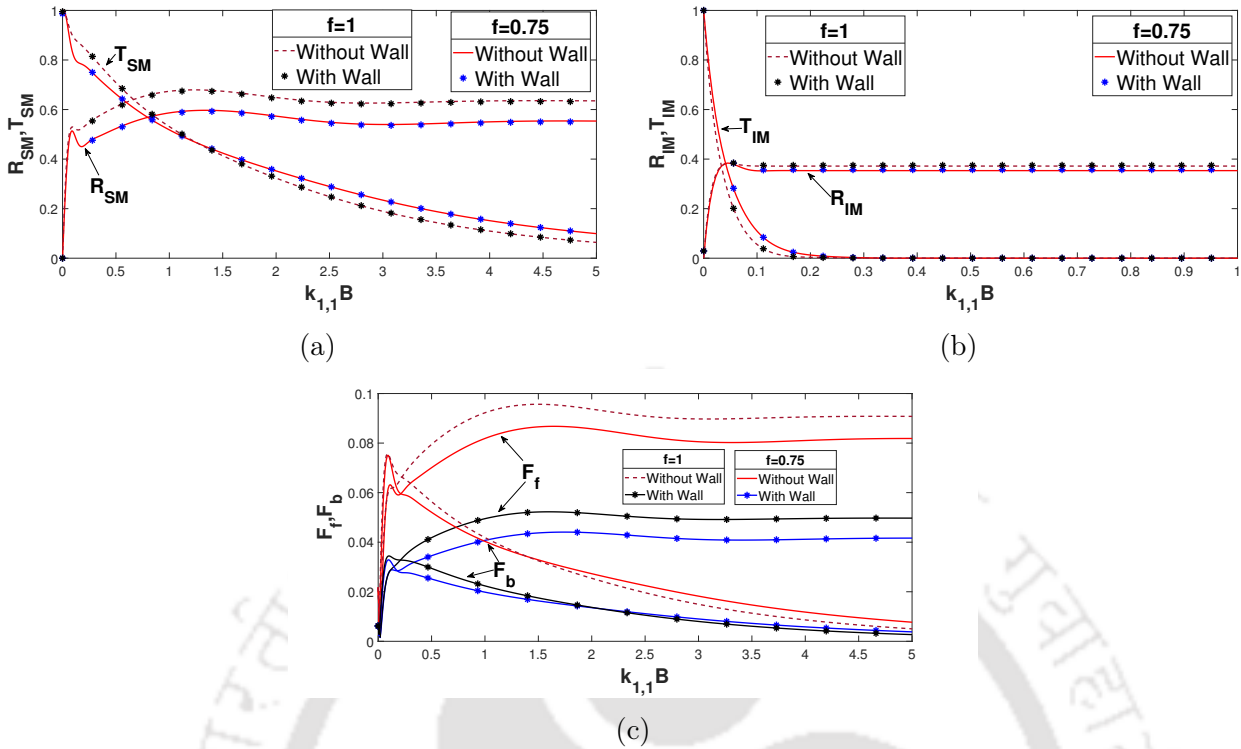 f=1
f=0.75
Without Wall
Without Wall
With Wall
With Wall
T_SM
R_SM
R_SM,T_SM
0
0.2
0.4
0.6
0.8
1
0 0.5 1 1.5 2 2.5 3 3.5 4 4.5 5
k_1,1B
(a)
f=1
f=0.75
Without Wall
Without Wall
With Wall
With Wall
T_IM
R_IM
R_IM,T_IM
0
0.2
0.4
0.6
0.8
1
0 0.1 0.2 0.3 0.4 0.5 0.6 0.7 0.8 0.9 1
k_1,1B
(b)
f=1
f=0.75
Without Wall
Without Wall
With Wall
With Wall
F_f
F_b
F_f,F_b
0
0.02
0.04
0.06
0.08
0.1
0 0.5 1 1.5 2 2.5 3 3.5 4 4.5 5
k_1,1B
(c)